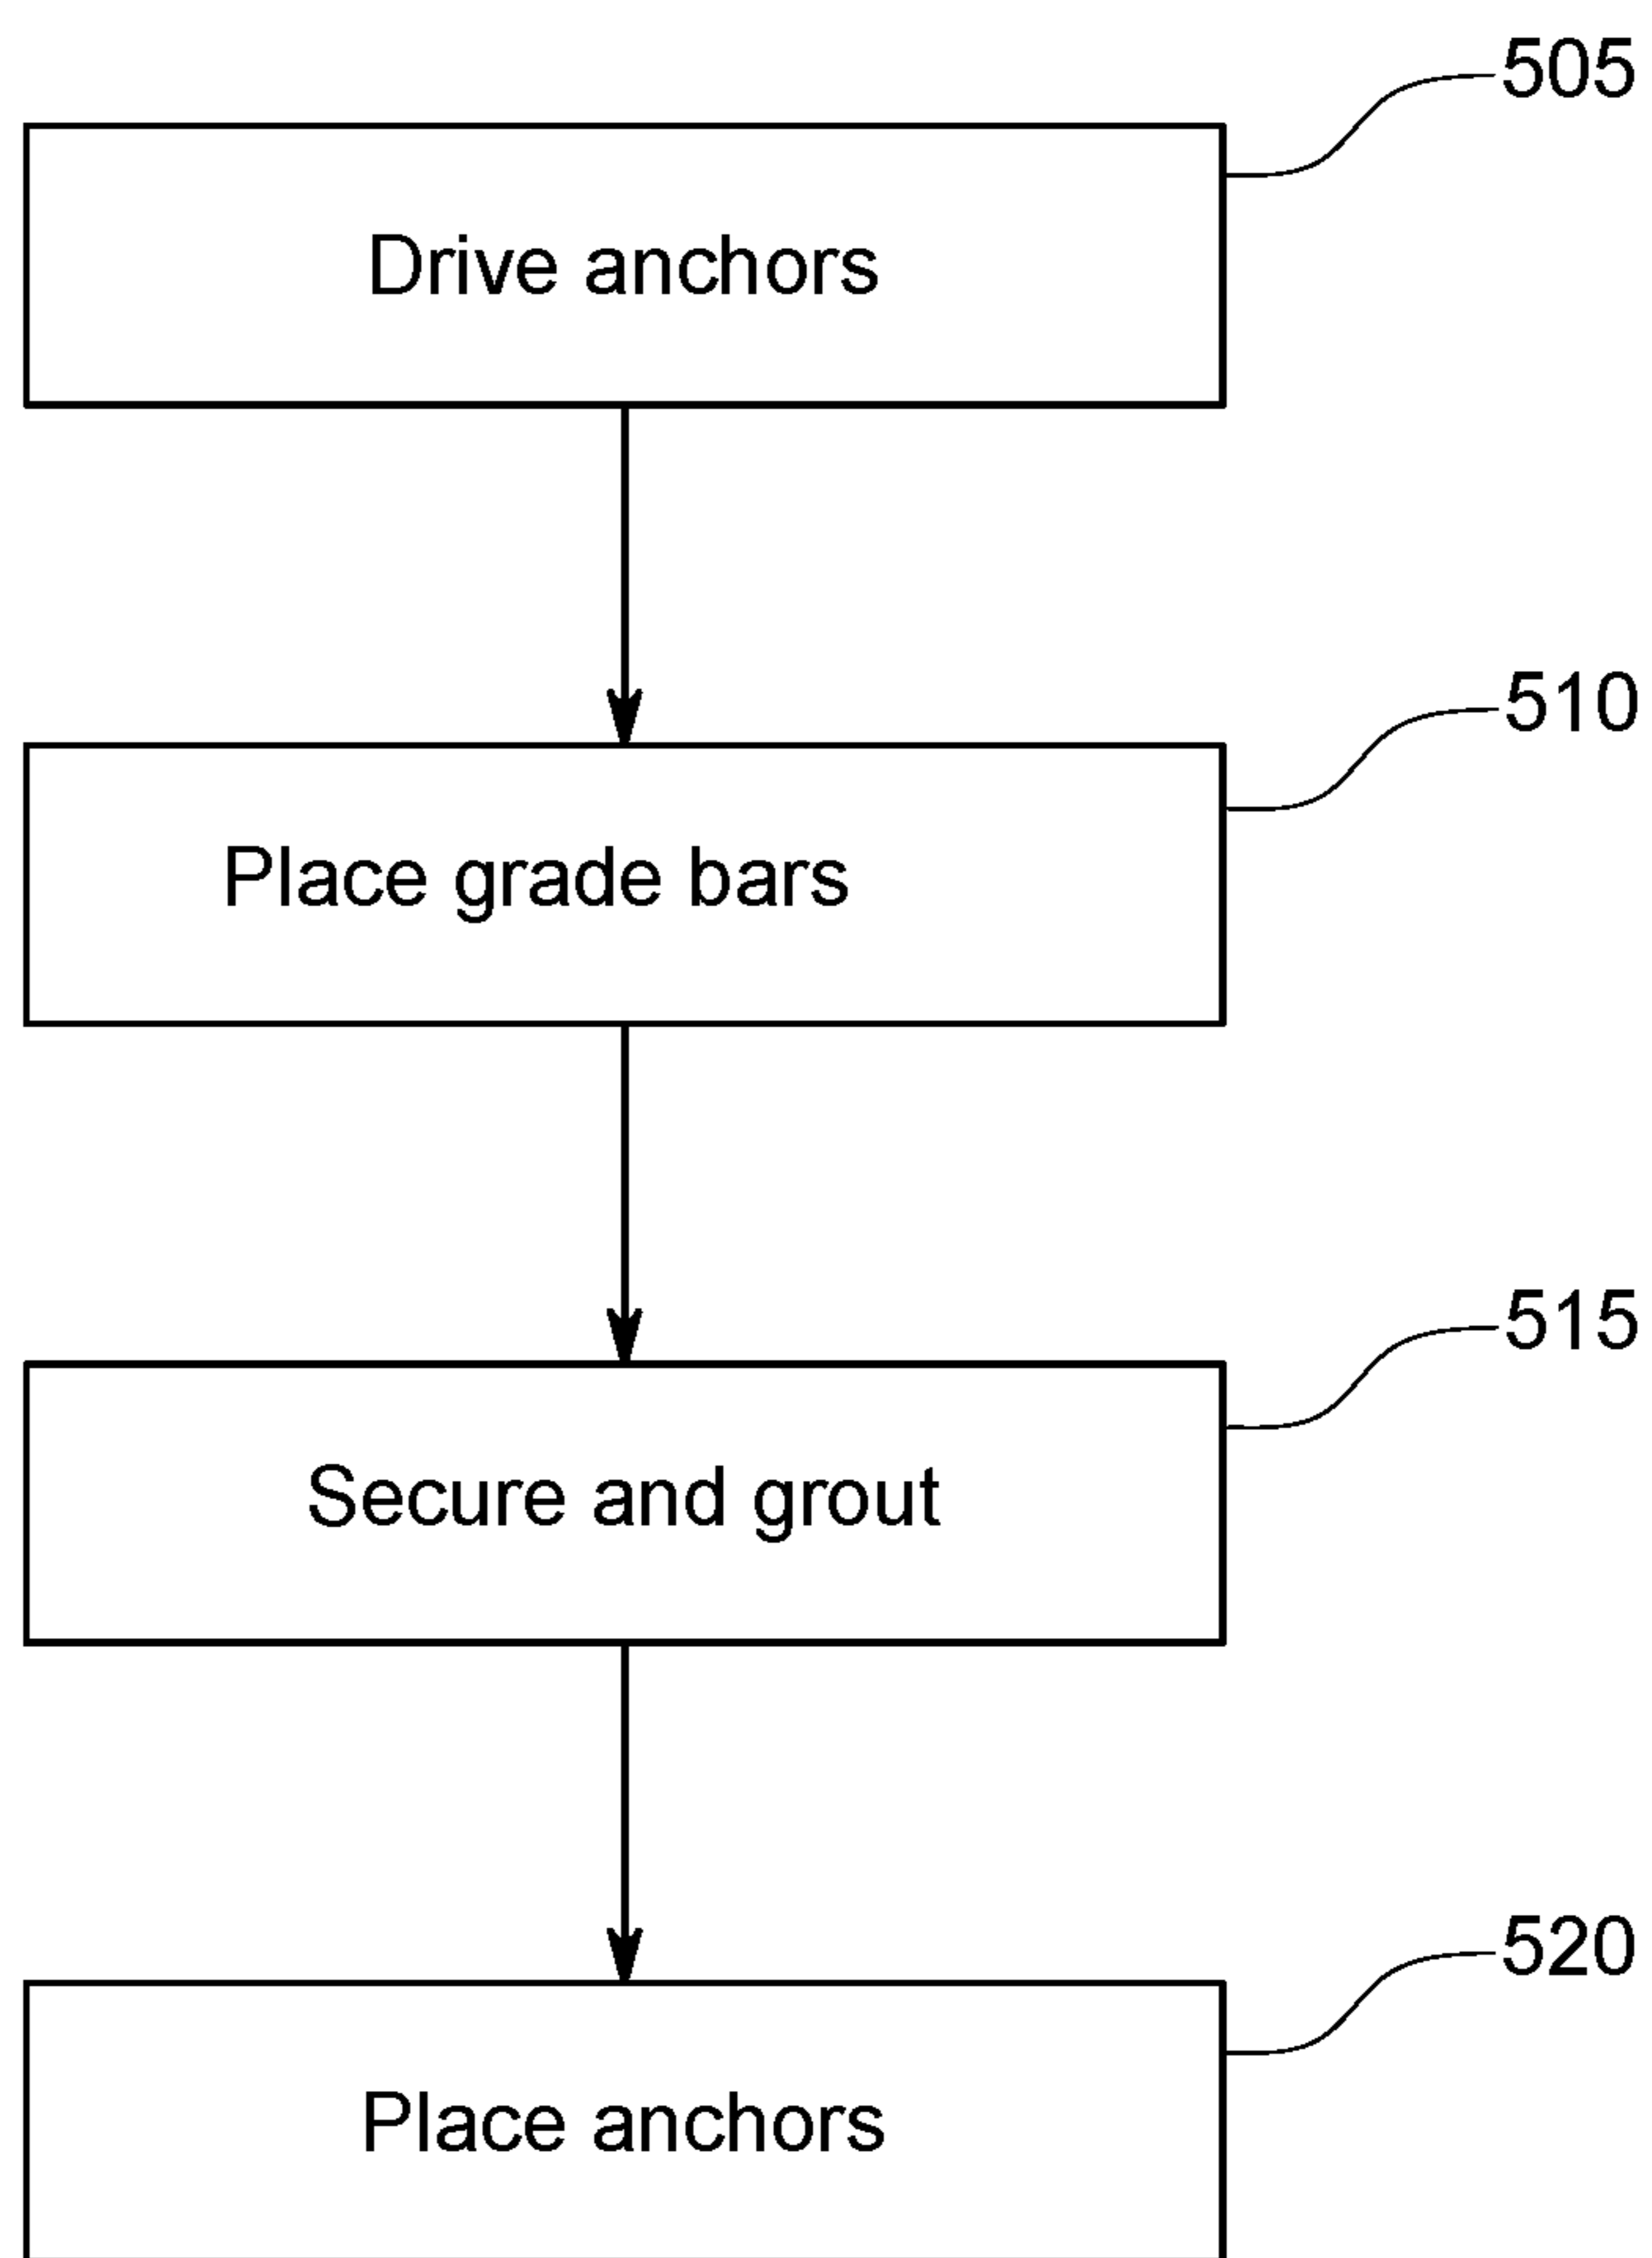 505
Drive anchors
510
Place grade bars
515
Secure and grout
520
Place anchors